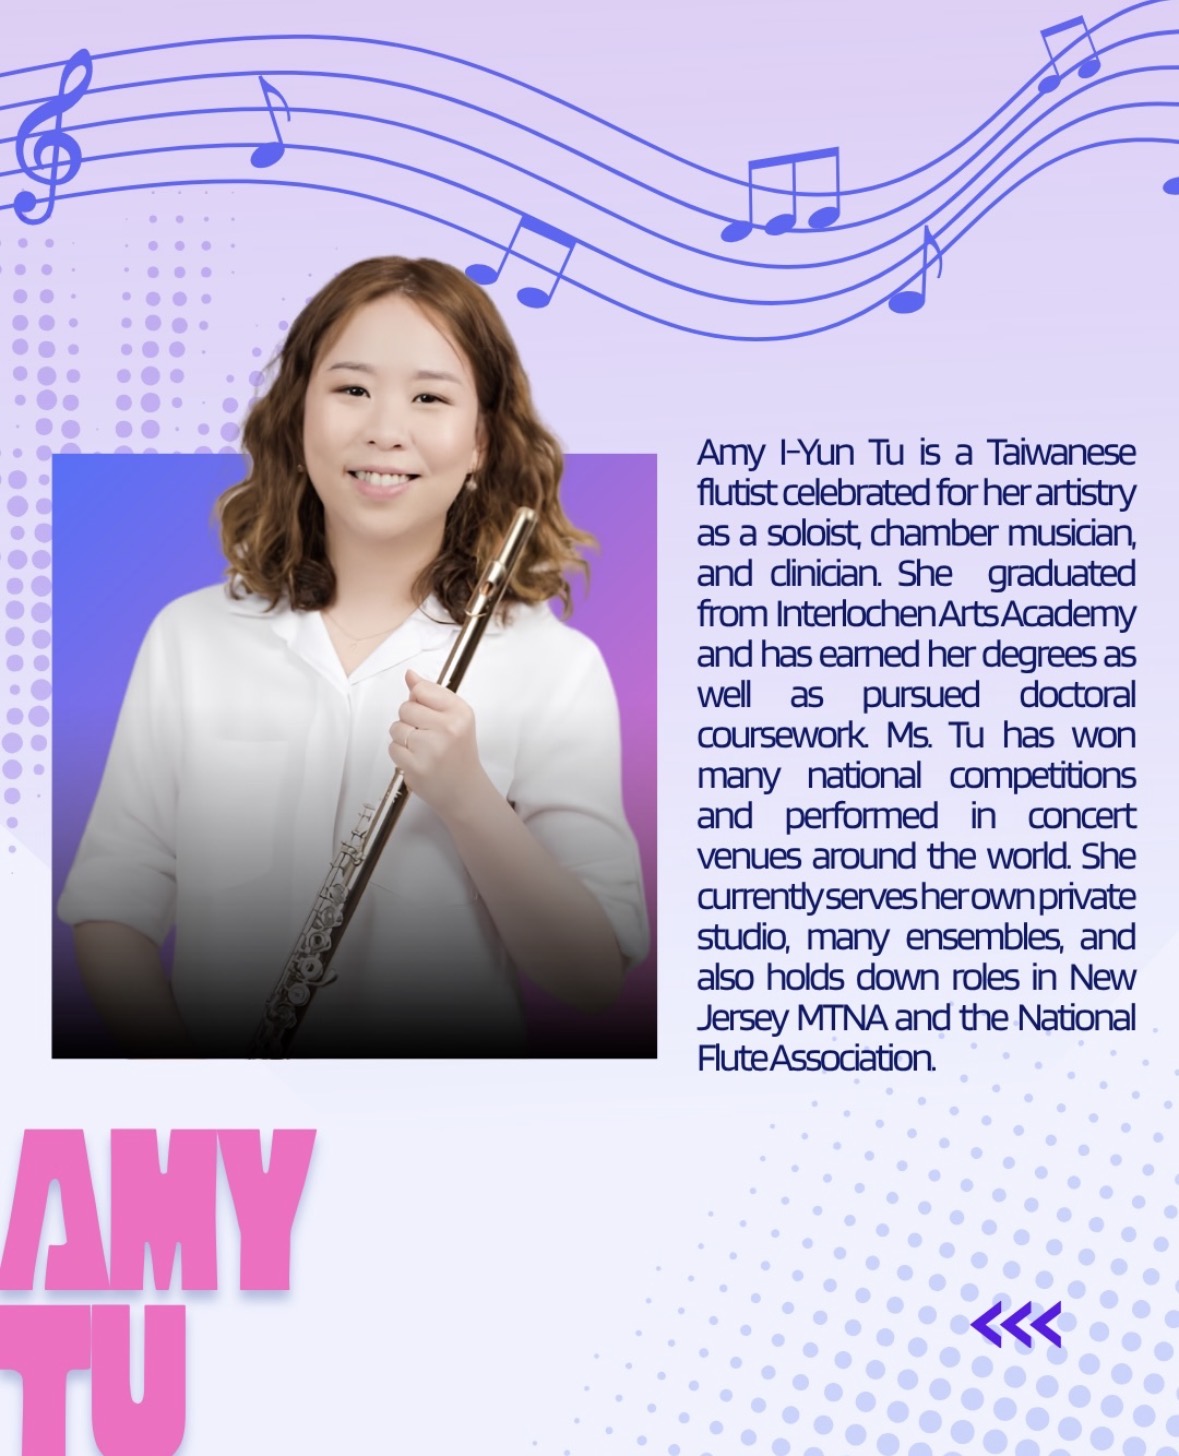 Amy I-Yun Tu is a Taiwanese
flutist celebrated for her artistry
as a soloist, chamber musician,
and clinician. She graduated
from Interlochen Arts Academy
and has earned her degrees as
well as pursued doctoral
coursework. Ms. Tu has won
many national competitions
and performed in concert
venues around the world. She
currently serves her own private
studio, many ensembles, and
also holds down roles in New
Jersey MTNA and the National
Flute Association.
AMY
TU